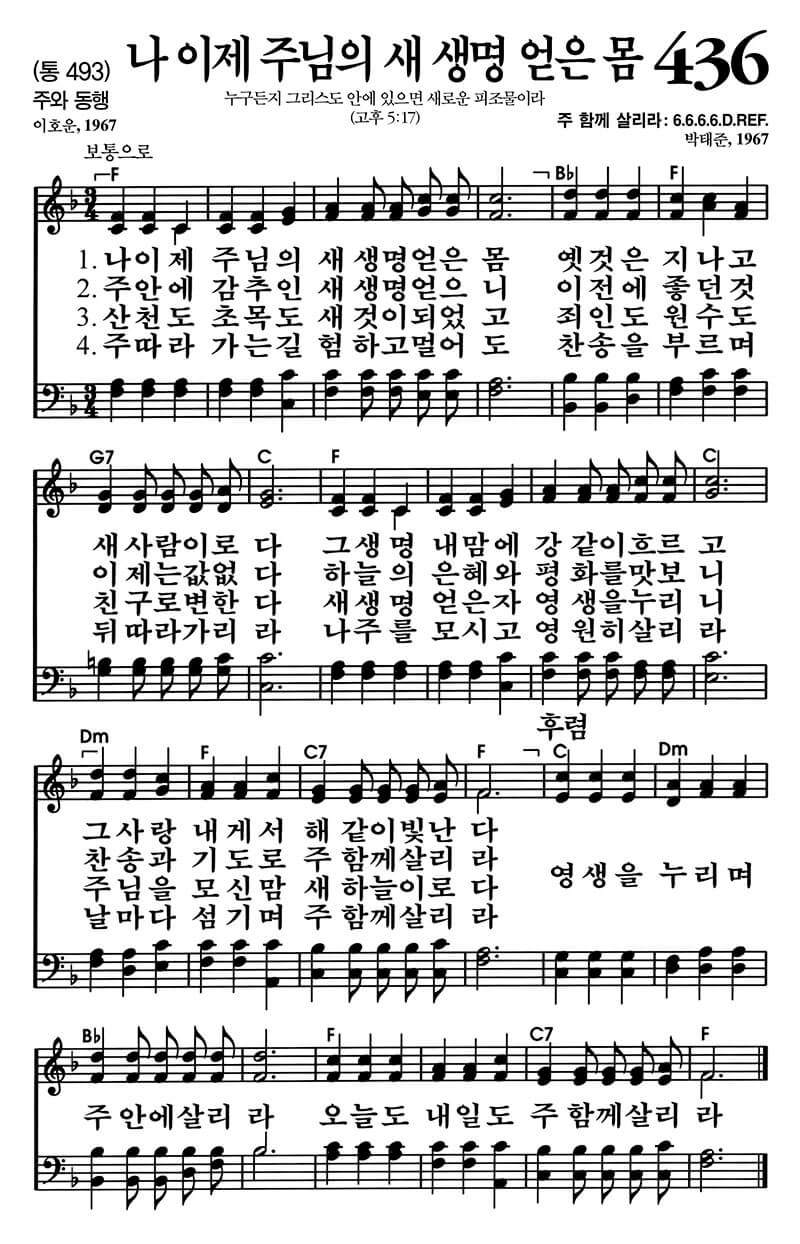 (통 493) 나 이제 주님의 새 생명 얻은 몸 436
주와 동행 누구든지 그리스도 안에 있으면 새로운 피조물이라
(고후 5:17)
이호운, 1967 주 함께 살리라: 6.6.6.6.D.REF.
박태준, 1967
보통으로
F B♭ F
3/4
1. 나이제 주님의 새 생명얻은 몸 옛것은 지나고
2. 주안에 감추인 새 생명얻으 니 이전에 좋던것
3. 산천도 초목도 새 것이되었 고 죄인도 원수도
4. 주따라 가는길 험 하고멀어 도 찬송을 부르며
3/4
G7 C F C
새 사람이로 다 그생명 내맘에 강 같이흐르 고
이 제는값없 다 하늘의 은혜와 평 화를맛보 니
친 구로변한 다 새생명 얻은자 영 생을누리 니
뒤 따라가리 라 나주를 모시고 영 원히살리 라
후렴
Dm F C7 F C Dm
그사랑 내게서 해 같이빛난 다
찬송과 기도로 주 함께살리 라
주님을 모신맘 새 하늘이로 다
날마다 섬기며 주 함께살리 라
영생을 누리며
B♭ F C7 F
주 안에살리 라 오늘도 내일도 주 함께살리 라